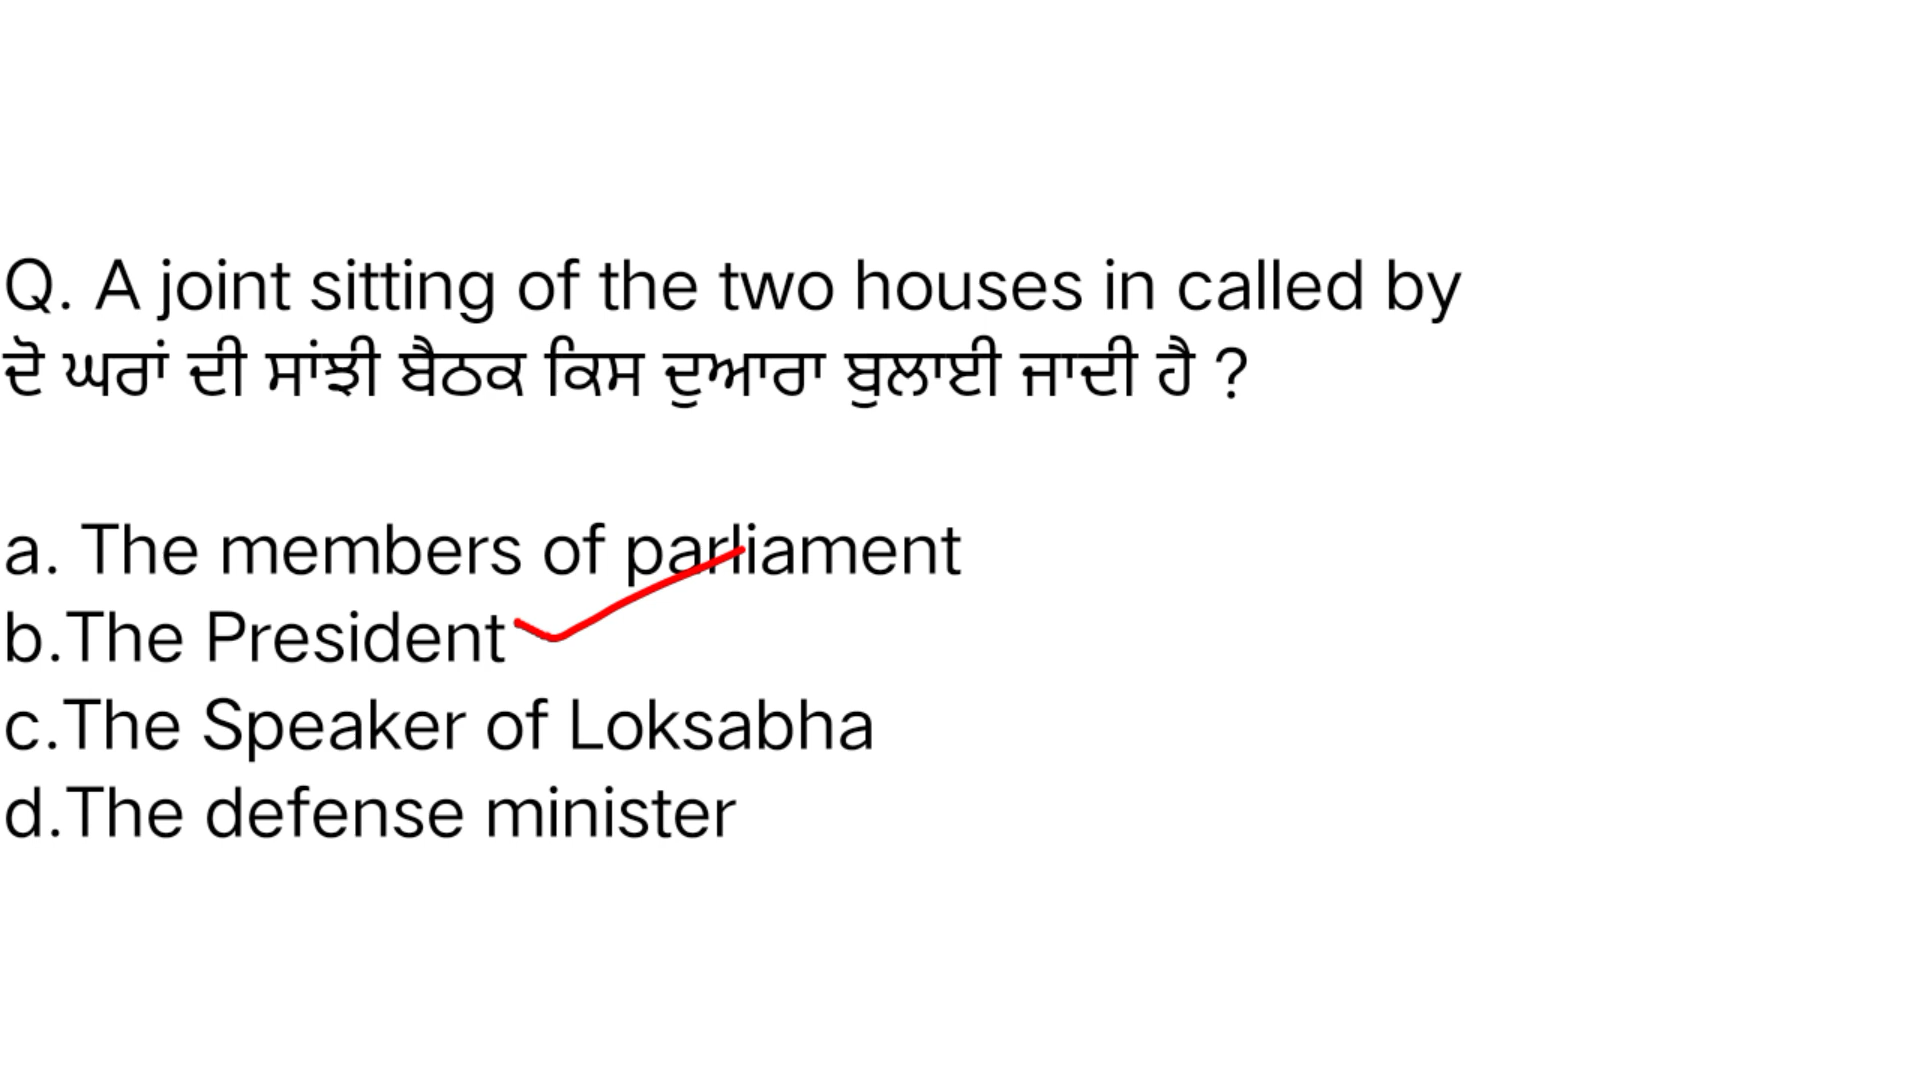 Q. A joint sitting of the two houses in called by
ਦੋ ਘਰਾਂ ਦੀ ਸਾਂਝੀ ਬੈਠਕ ਕਿਸ ਦੁਆਰਾ ਬੁਲਾਈ ਜਾਦੀ ਹੈ ?
a. The members of parliament
b.The President
c.The Speaker of Loksabha
d.The defense minister